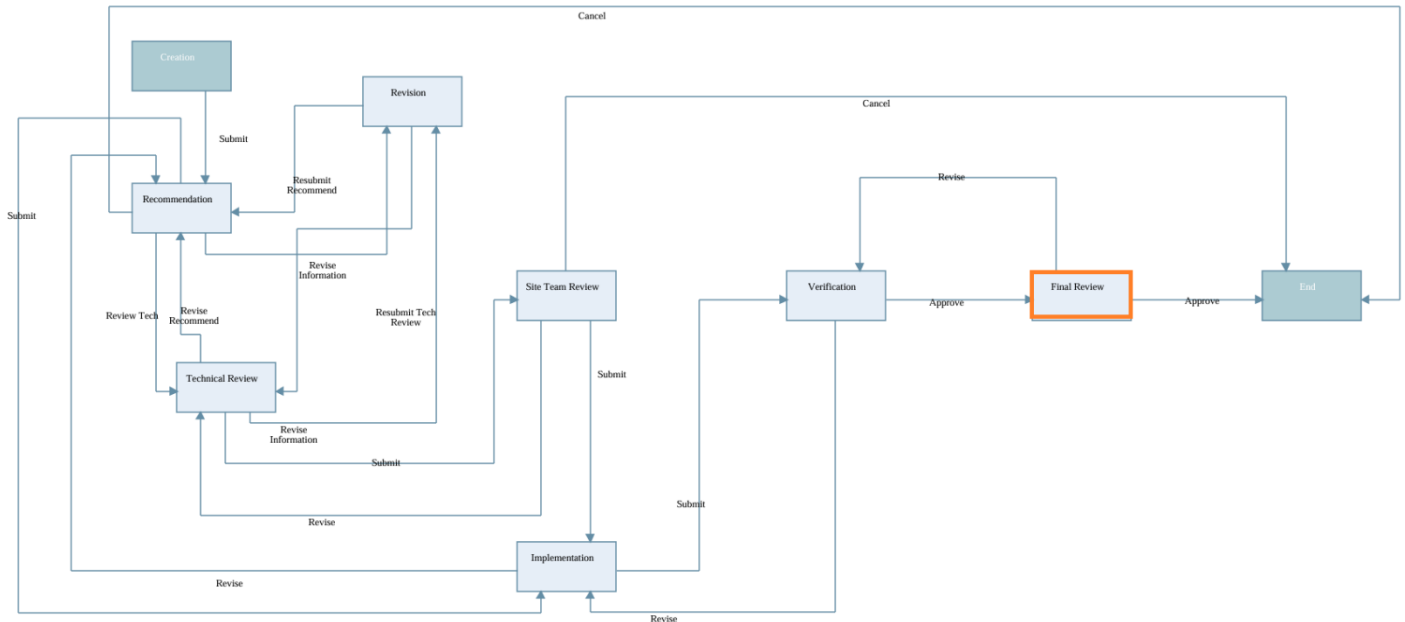 Cancel
Creation
Revision
Cancel
Submit
Resubmit
Recommend
Revise
Recommendation
Submit
Revise
Information
Site Team Review
Verification
Final Review
End
Approve
Approve
Review Tech
Revise
Recommend
Resubmit Tech
Review
Submit
Technical Review
Revise
Information
Submit
Submit
Revise
Implementation
Revise
Revise